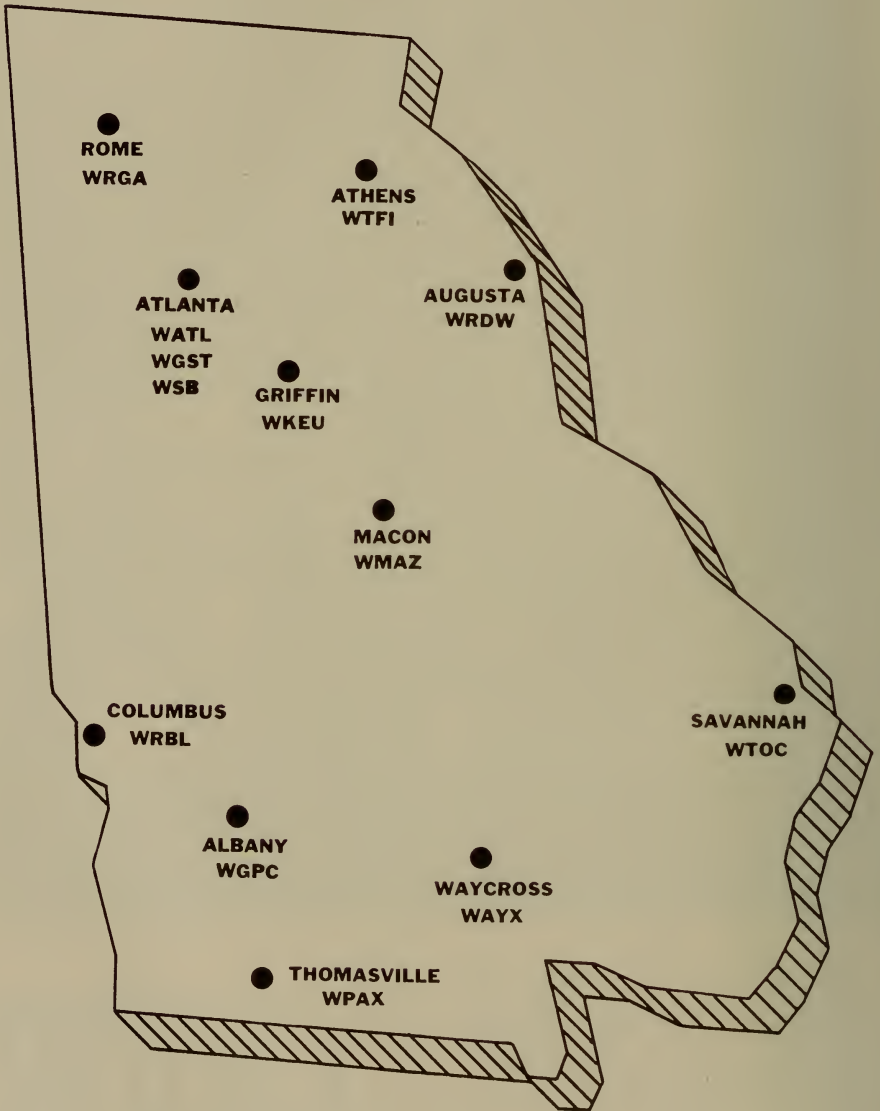 ROME
WRGA
ATHENS
WTFI
ATLANTA
WATL
WGST
WSB
AUGUSTA
WRDW
GRIFFIN
WKEU
MACON
WMAZ
COLUMBUS
WRBL
SAVANNAH
WTOC
ALBANY
WGPC
WAYCROSS
WAYX
THOMASVILLE
WPAX